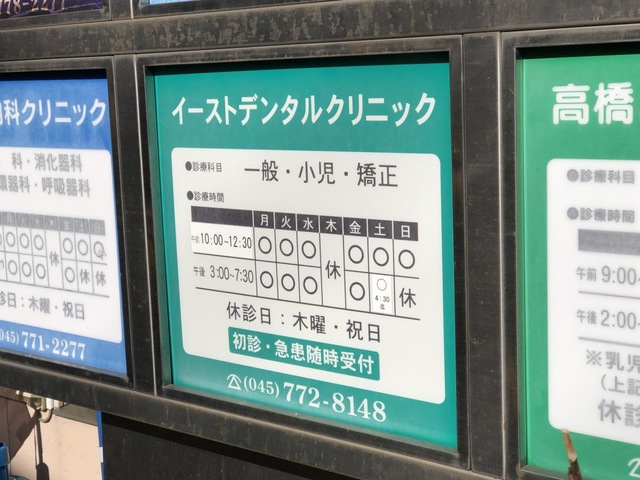 778-2277
イーストデンタルクリニック
●診療科目 一般・小児・矯正
●診療時間
月 火 水 木 金 土 日
午前 10:00~12:30 ○ ○ ○ 休 ○ ○ ○
午後 3:00~7:30 ○ ○ ○ ○ ○ 4:30迄 休
休診日:木曜・祝日
初診・急患随時受付
☎(045)772-8148
科クリニック
科・消化器科
環器科・呼吸器科
○ ○ ○ 休 ○ ○ ○
○ ○ ○ ○ 休 休
診日:木曜・祝日
(045)771-2277
高橋
●診療科目
●診療時間
午前 9:00~
午後 2:00~
※乳児
(上記
休診